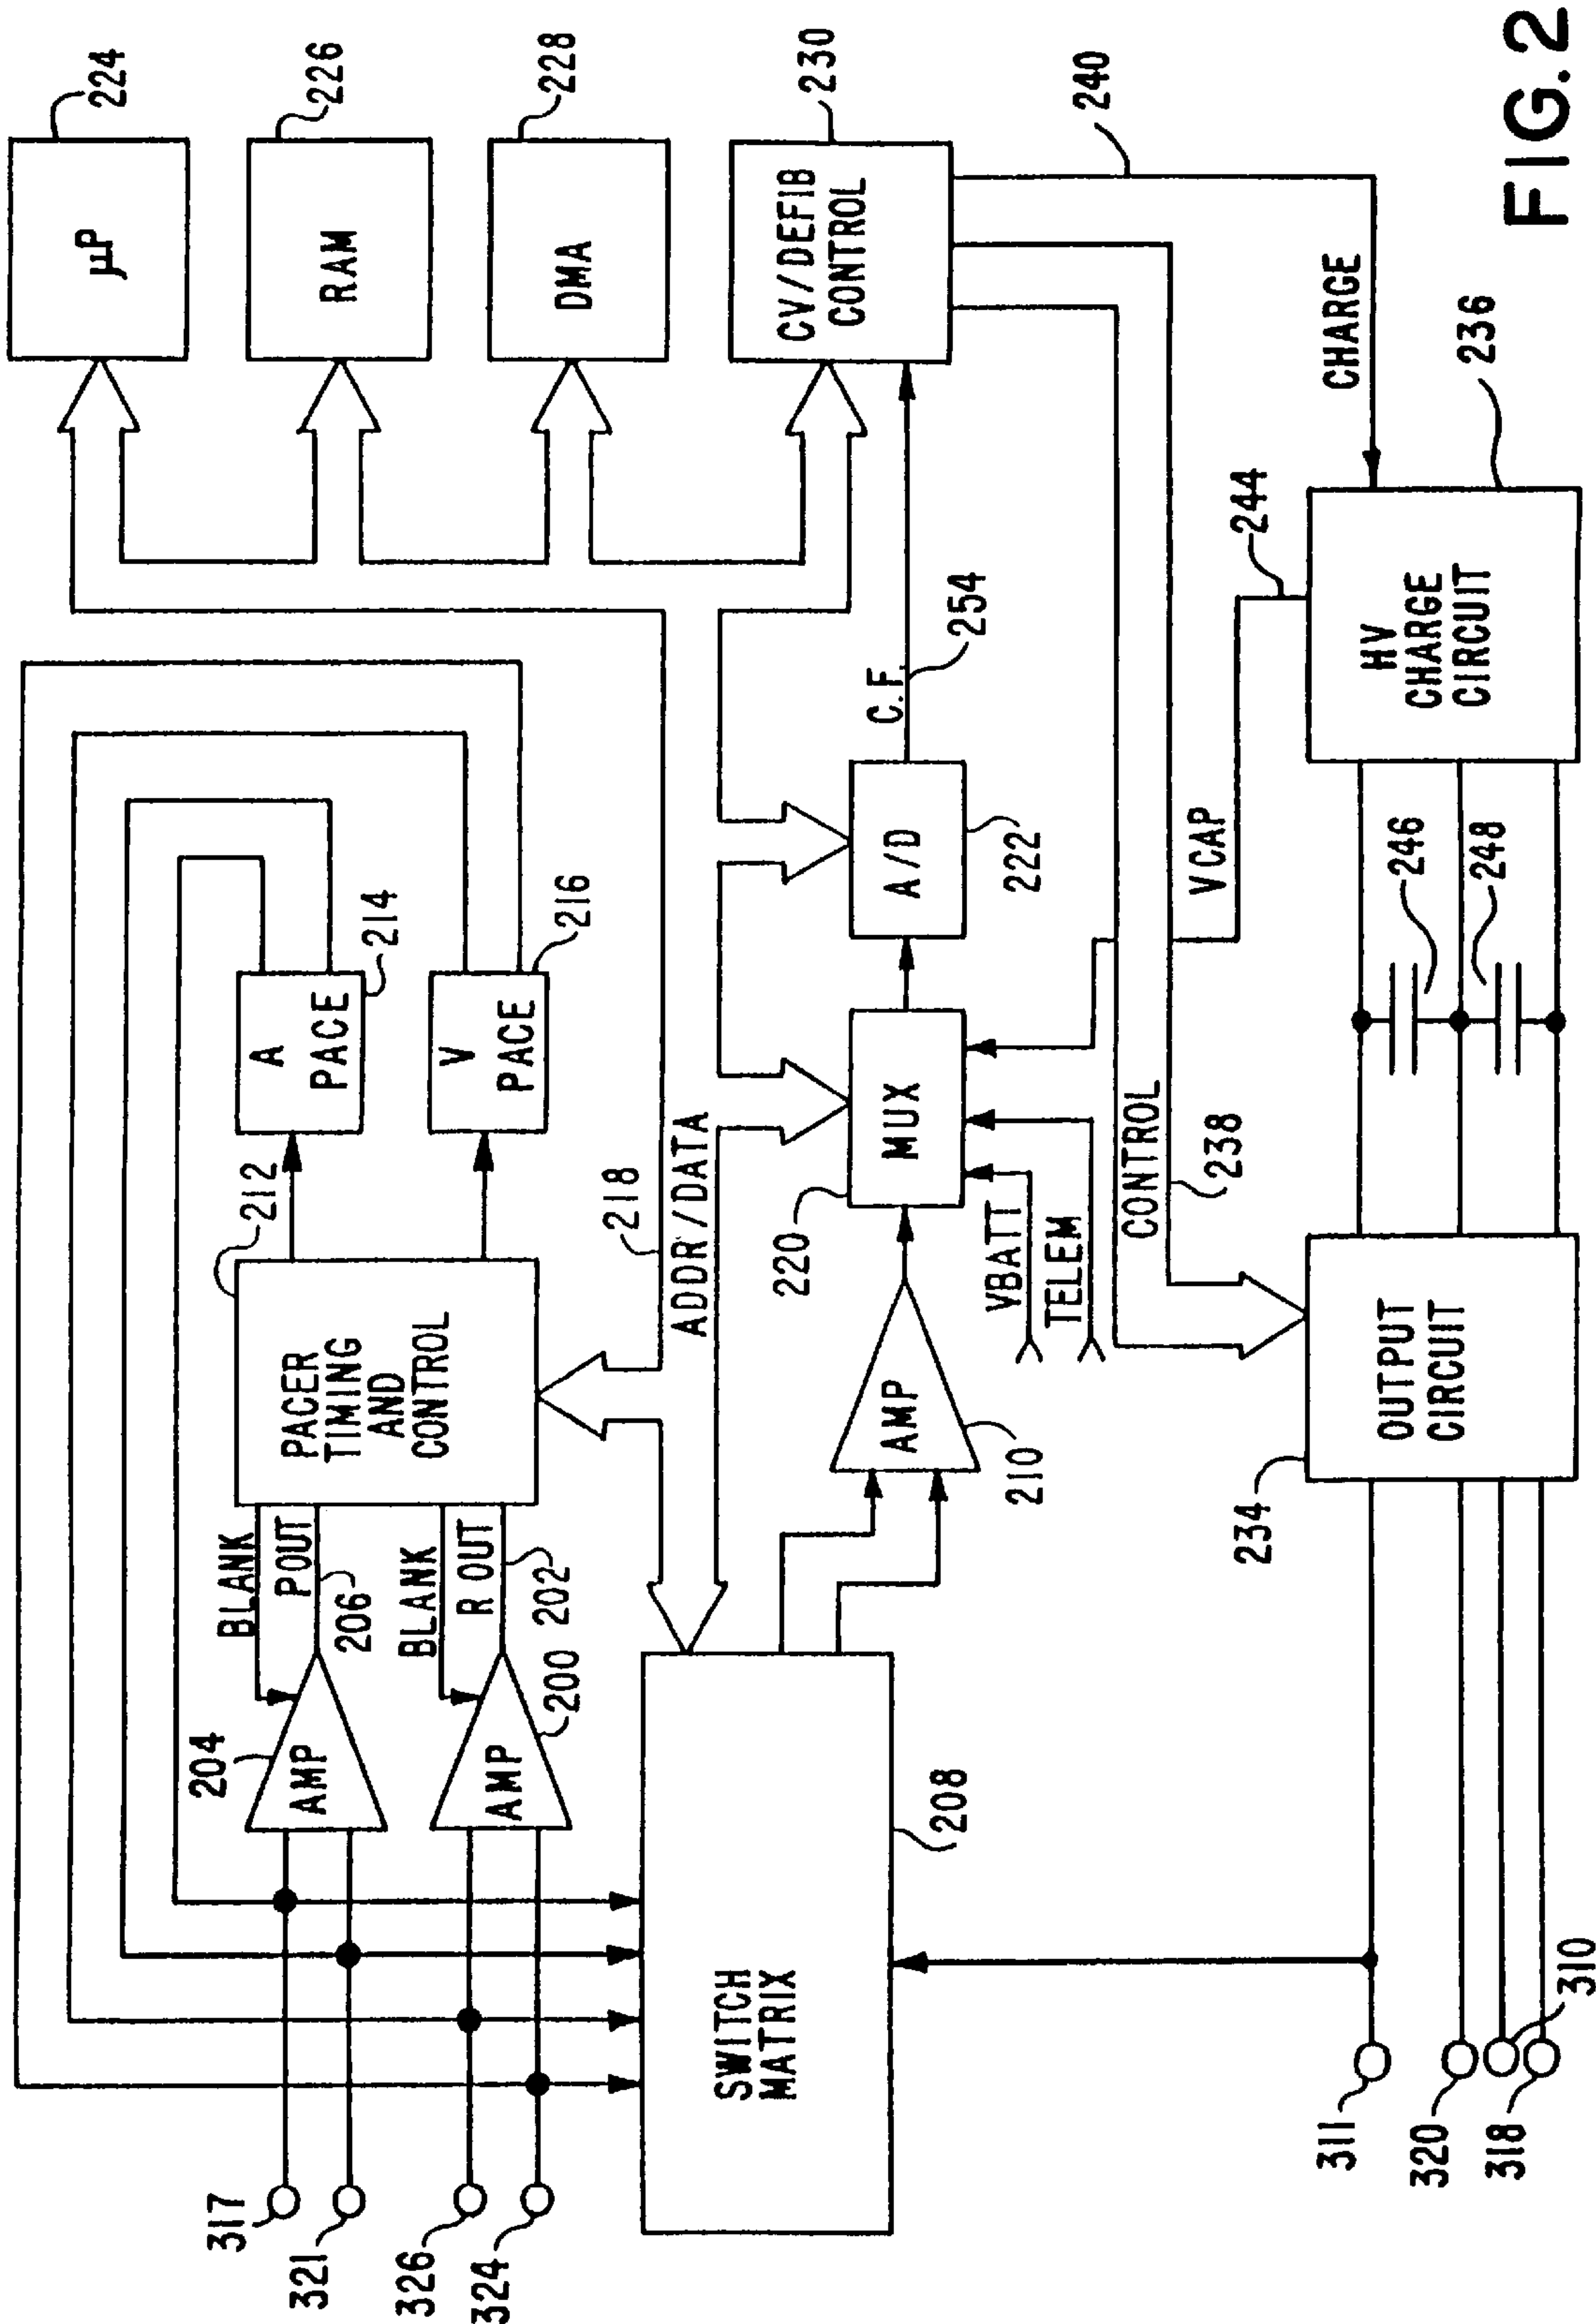 224
µP
226
RAM
228
DMA
230
CV/DEFIB
CONTROL
240
CHARGE
236
HV
CHARGE
CIRCUIT
244
VCAP
246
248
254
C.F.
A/D
222
MUX
220
VBATT
TELEM
CONTROL
238
AMP
210
OUTPUT
CIRCUIT
234
A
PACE
214
V
PACE
216
212
PACER
TIMING
AND
CONTROL
218
ADDR/DATA
BLANK
POUT
206
BLANK
R OUT
202
204
AMP
200
AMP
208
SWITCH
MATRIX
317
321
326
324
311
320
318
310
FIG. 2